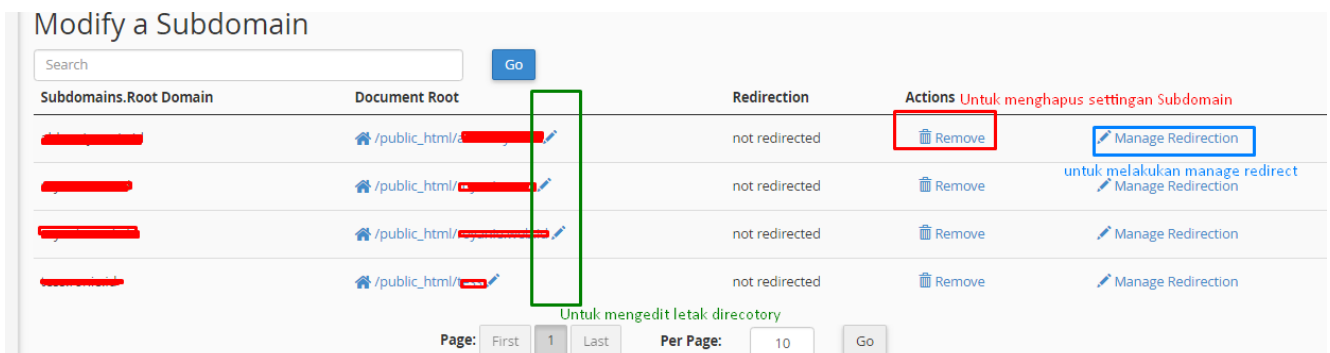 Modify a Subdomain
Search Go
Subdomains.Root Domain Document Root Redirection Actions Untuk menghapus settingan Subdomain
/public_html/a not redirected Remove Manage Redirection
untuk melakukan manage redirect
/public_html/ not redirected Remove Manage Redirection
/public_html/ not redirected Remove Manage Redirection
/public_html/t not redirected Remove Manage Redirection
Untuk mengedit letak direcotory
Page: First 1 Last Per Page: 10 Go